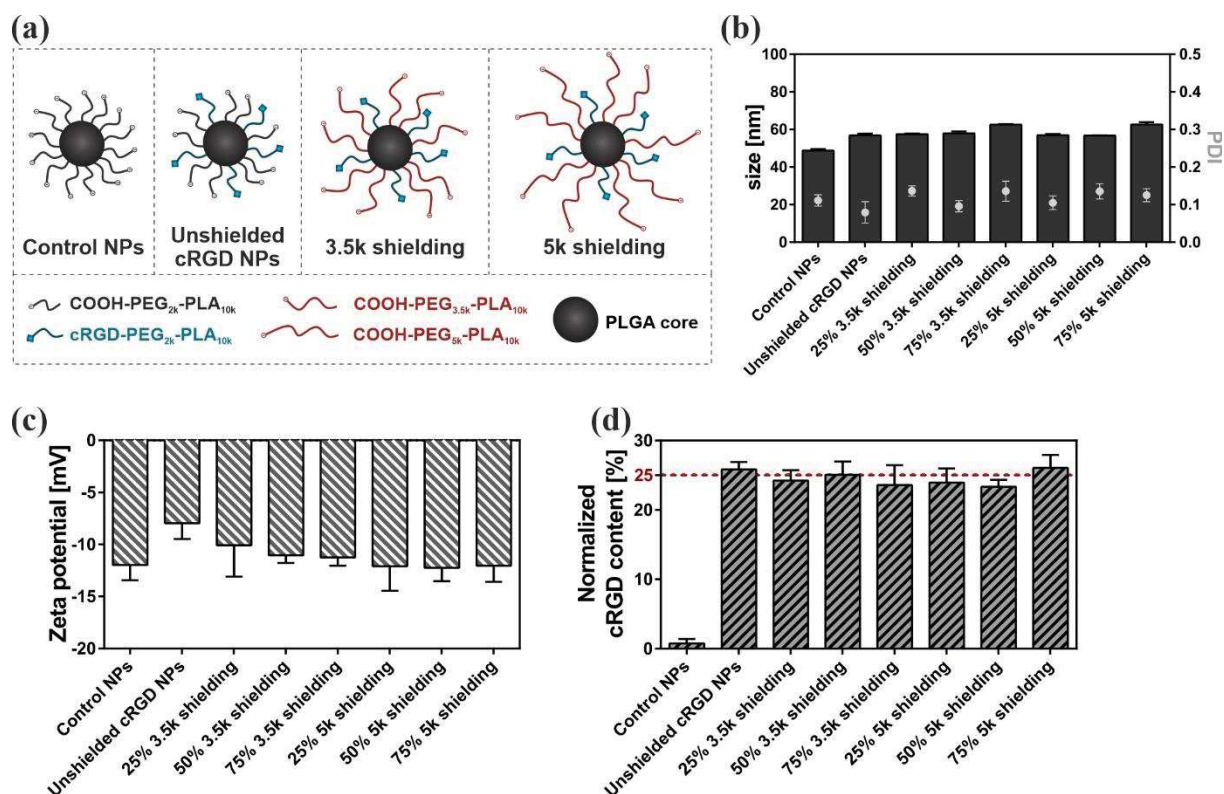 (a)
Control NPs
Unshielded
cRGD NPs
3.5k shielding
5k shielding
COOH-PEG2k-PLA10k
cRGD-PEG2k-PLA10k
COOH-PEG3.5k-PLA10k
COOH-PEG5k-PLA10k
PLGA core
(b)
size [nm]
100
80
60
40
20
0
0.5
0.4
0.3
0.2
0.1
0.0
PDI
Control NPs
Unshielded cRGD NPs
25% 3.5k shielding
50% 3.5k shielding
75% 3.5k shielding
25% 5k shielding
50% 5k shielding
75% 5k shielding
(c)
Zeta potential [mV]
0
-5
-10
-15
-20
Control NPs
Unshielded cRGD NPs
25% 3.5k shielding
50% 3.5k shielding
75% 3.5k shielding
25% 5k shielding
50% 5k shielding
75% 5k shielding
(d)
Normalized
cRGD content [%]
30
25
20
10
0
Control NPs
Unshielded cRGD NPs
25% 3.5k shielding
50% 3.5k shielding
75% 3.5k shielding
25% 5k shielding
50% 5k shielding
75% 5k shielding